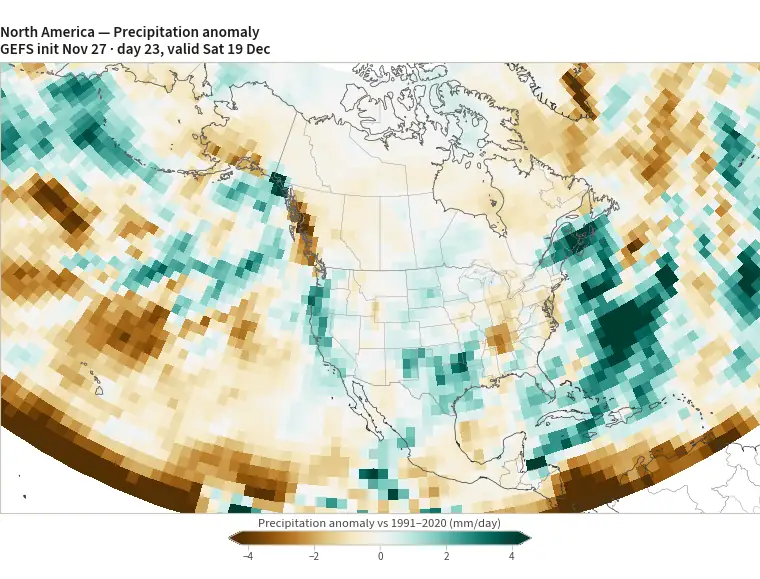 North America — Precipitation anomaly
GEFS init Nov 27 · day 23, valid Sat 19 Dec
Precipitation anomaly vs 1991–2020 (mm/day)
−4 −2 0 2 4